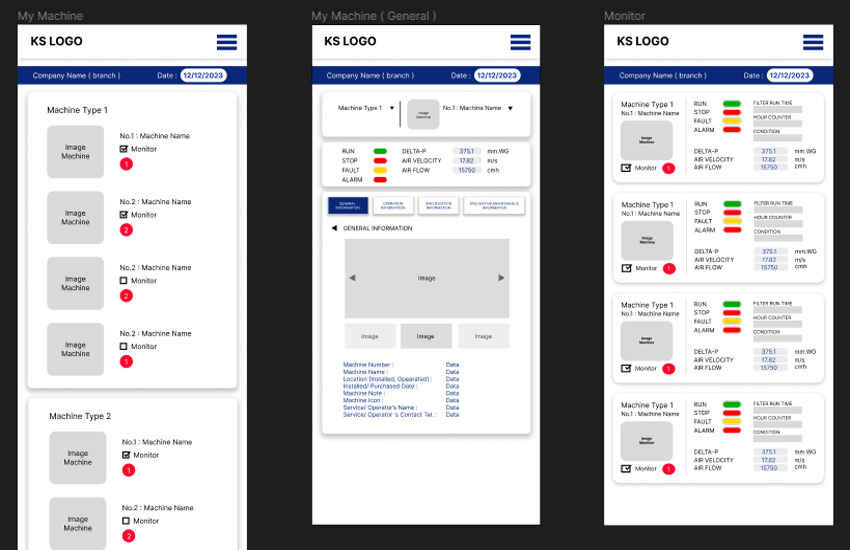 My Machine
KS LOGO
Company Name ( branch )
Date : 12/12/2023
Machine Type 1
Image Machine
No.1 : Machine Name
Monitor
1
Image Machine
No.2 : Machine Name
Monitor
2
Image Machine
No.2 : Machine Name
Monitor
2
Image Machine
No.2 : Machine Name
Monitor
1
Machine Type 2
Image Machine
No.1 : Machine Name
Monitor
1
Image Machine
No.2 : Machine Name
Monitor
2
My Machine ( General )
KS LOGO
Company Name ( branch )
Date : 12/12/2023
Machine Type 1
Image Machine
No.1 : Machine Name
RUN
STOP
FAULT
ALARM
DELTA-P 375.1 mm.WG
AIR VELOCITY 17.82 m/s
AIR FLOW 15750 cmh
GENERAL INFORMATION
OPERATION INFORMATION
SPECIFICATION INFORMATION
PREVENTIVE MAINTENANCE INFORMATION
GENERAL INFORMATION
Image
Image
Image
Image
Machine Number : Data
Machine Name : Data
Location (Installed, Opearated) : Data
Installed/ Purchased Date : Data
Machine Note : Data
Machine Icon : Data
Service/ Operator's Name : Data
Service/ Operator 's Contact Tel. : Data
Monitor
KS LOGO
Company Name ( branch )
Date : 12/12/2023
Machine Type 1
No.1 : Machine Name
Image Machine
Monitor
1
RUN
STOP
FAULT
ALARM
FILTER RUN TIME
HOUR COUNTER
CONDITION
DELTA-P 375.1 mm.WG
AIR VELOCITY 17.82 m/s
AIR FLOW 15750 cmh
Machine Type 1
No.1 : Machine Name
Image Machine
Monitor
1
RUN
STOP
FAULT
ALARM
FILTER RUN TIME
HOUR COUNTER
CONDITION
DELTA-P 375.1 mm.WG
AIR VELOCITY 17.82 m/s
AIR FLOW 15750 cmh
Machine Type 1
No.1 : Machine Name
Image Machine
Monitor
1
RUN
STOP
FAULT
ALARM
FILTER RUN TIME
HOUR COUNTER
CONDITION
DELTA-P 375.1 mm.WG
AIR VELOCITY 17.82 m/s
AIR FLOW 15750 cmh
Machine Type 1
No.1 : Machine Name
Image Machine
Monitor
1
RUN
STOP
FAULT
ALARM
FILTER RUN TIME
HOUR COUNTER
CONDITION
DELTA-P 375.1 mm.WG
AIR VELOCITY 17.82 m/s
AIR FLOW 15750 cmh